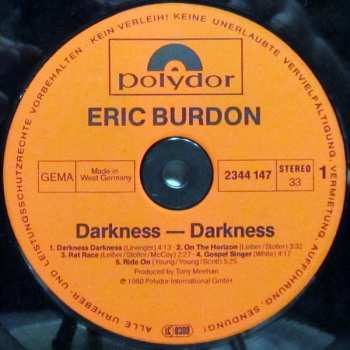 KEIN VERLEIH! KEINE UNERLAUBTE VERVIELFÄLTIGUNG, VERMIETUNG, AUFFÜHRUNG, SENDUNG!
ALLE URHEBER- UND LEISTUNGSSCHUTZRECHTE VORBEHALTEN
polydor
ERIC BURDON
GEMA
Made in
West Germany
2344 147
STEREO
33
1
Darkness — Darkness
1. Darkness Darkness (Levenger) 4:13 • 2. On The Horizon (Leiber/Stoller) 3:32
3. Rat Race (Leiber/Stoller/McCoy) 2:27 • 4. Gospel Singer (White) 4:17
5. Ride On (Young/Young/Scott) 5:25
Produced by Tony Meehan
℗ 1980 Polydor International GmbH
LC 0309